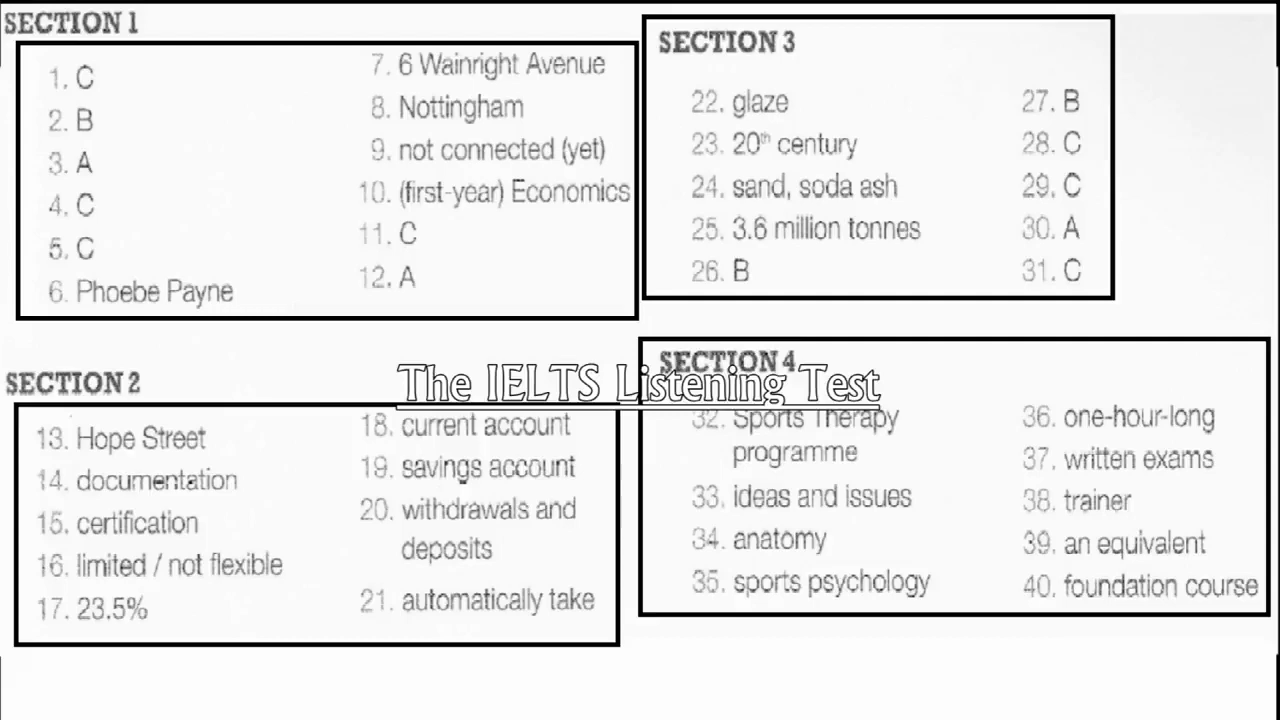 SECTION 1
1. C
2. B
3. A
4. C
5. C
6. Phoebe Payne
7. 6 Wainright Avenue
8. Nottingham
9. not connected (yet)
10. (first-year) Economics
11. C
12. A
SECTION 2
13. Hope Street
14. documentation
15. certification
16. limited / not flexible
17. 23.5%
18. current account
19. savings account
20. withdrawals and
deposits
21. automatically take
SECTION 3
22. glaze
23. 20th century
24. sand, soda ash
25. 3.6 million tonnes
26. B
27. B
28. C
29. C
30. A
31. C
SECTION 4
The IELTS Listening Test
32. Sports Therapy
programme
33. ideas and issues
34. anatomy
35. sports psychology
36. one-hour-long
37. written exams
38. trainer
39. an equivalent
40. foundation course